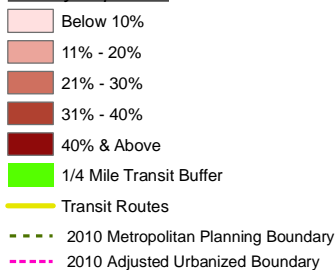 Below 10%
11% - 20%
21% - 30%
31% - 40%
40% & Above
1/4 Mile Transit Buffer
Transit Routes
2010 Metropolitan Planning Boundary
2010 Adjusted Urbanized Boundary